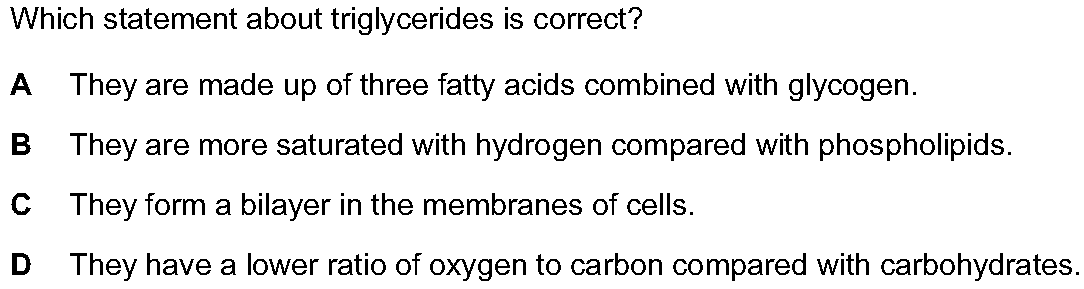 Which statement about triglycerides is correct?
A They are made up of three fatty acids combined with glycogen.
B They are more saturated with hydrogen compared with phospholipids.
C They form a bilayer in the membranes of cells.
D They have a lower ratio of oxygen to carbon compared with carbohydrates.